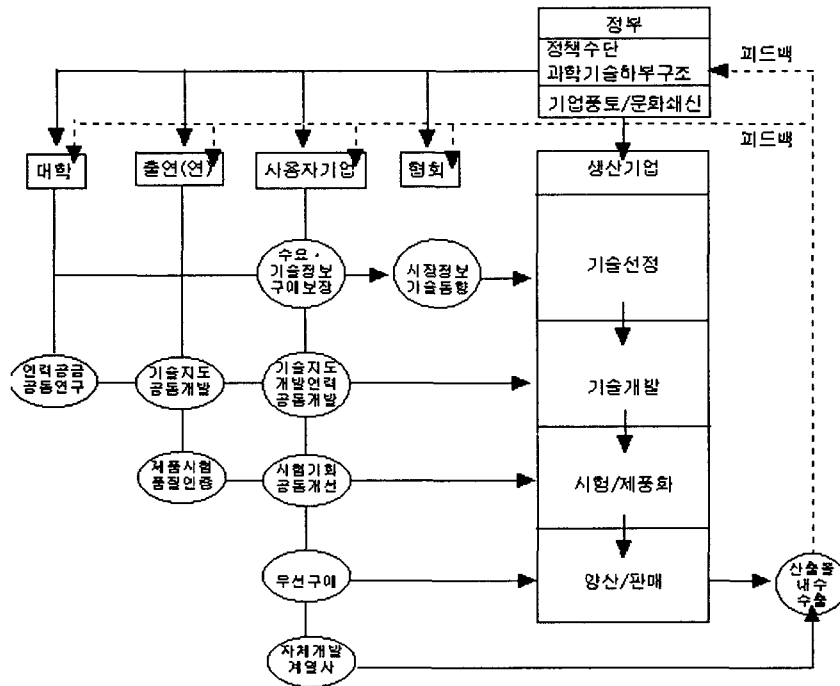 정부
정책수단
과학기술하부구조
기업풍토/문화쇄신
피드백
피드백
대학
출연(연)
사용자기업
협회
생산기업
수요·
기술정보
구매보장
시장정보
기술동향
기술선정
인력공급
공동연구
기술지도
공동개발
기술지도
개발인력
공동개발
기술개발
제품시험
품질인증
시험기회
공동개선
시험/제품화
우선구매
양산/판매
산출물
내수
수출
자체개발
계열사